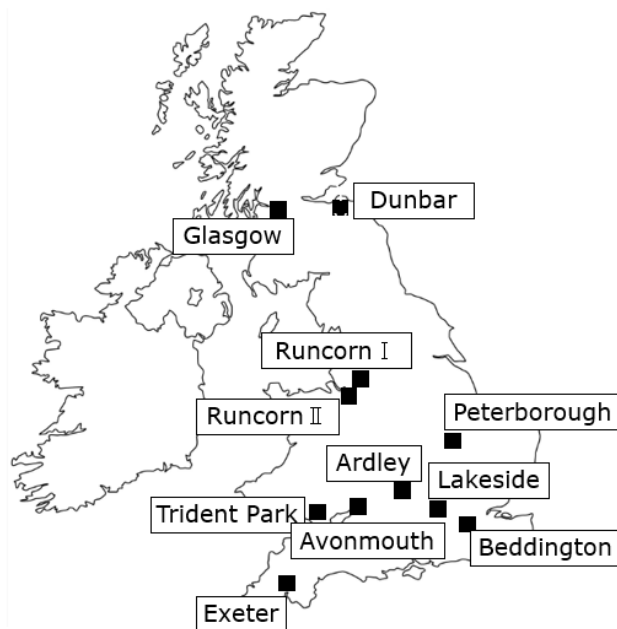 Dunbar
Glasgow
Runcorn Ⅰ
Runcorn Ⅱ
Peterborough
Ardley
Lakeside
Trident Park
Avonmouth
Beddington
Exeter